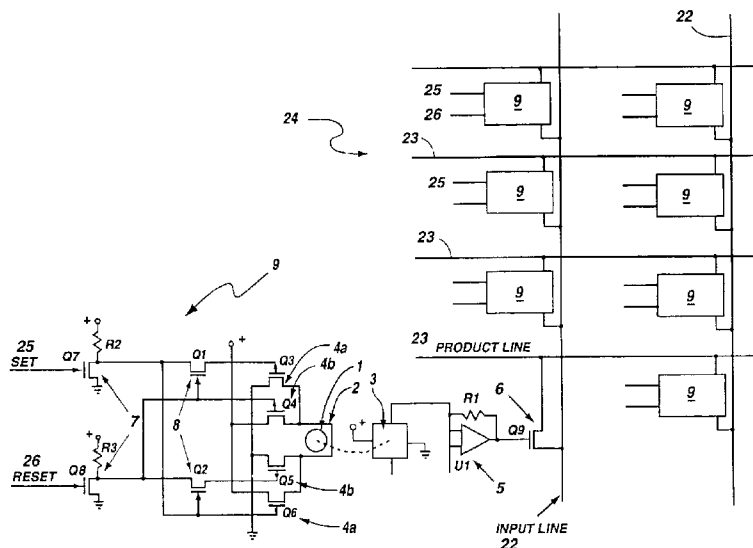 22
25
9
9
26
24
23
25
9
9
23
9
9
9
23
PRODUCT LINE
+
+
25
SET
Q7
R2
Q1
Q3
4a
4b
1
2
3
R1
6
9
Q4
+
7
8
+
Q9
U1
5
R3
26
RESET
Q8
Q2
Q5
4b
Q6
4a
INPUT LINE
22